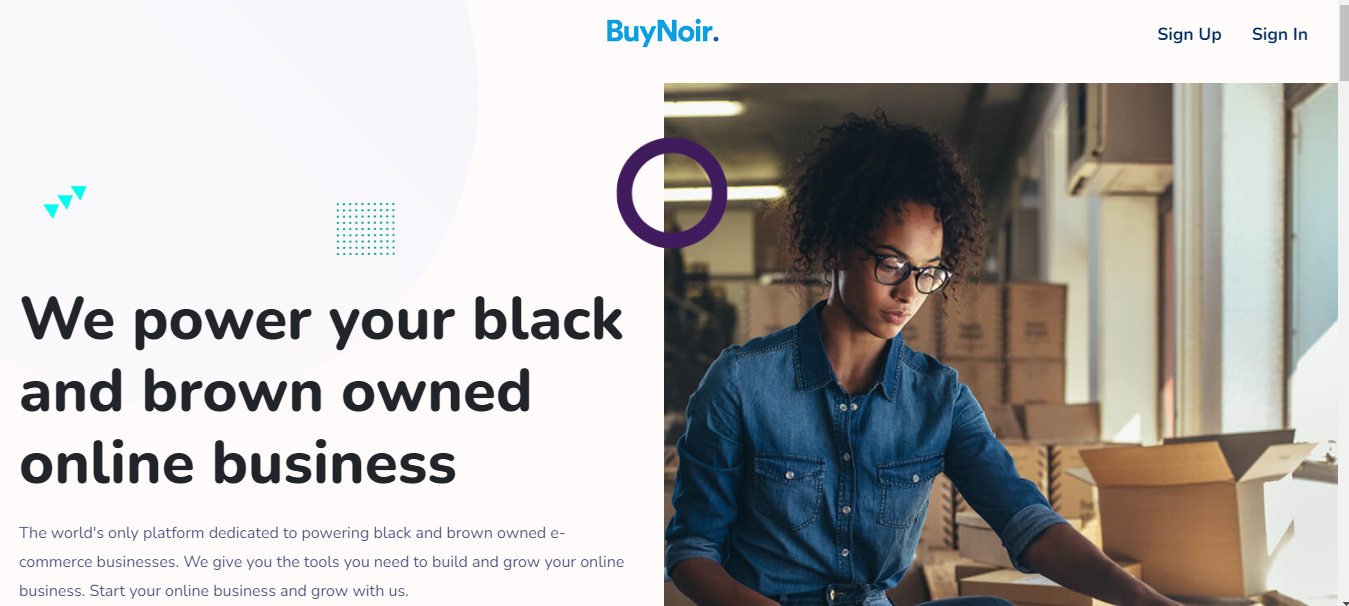 BuyNoir.
Sign Up
Sign In
We power your black
and brown owned
online business
The world's only platform dedicated to powering black and brown owned e-
commerce businesses. We give you the tools you need to build and grow your online
business. Start your online business and grow with us.